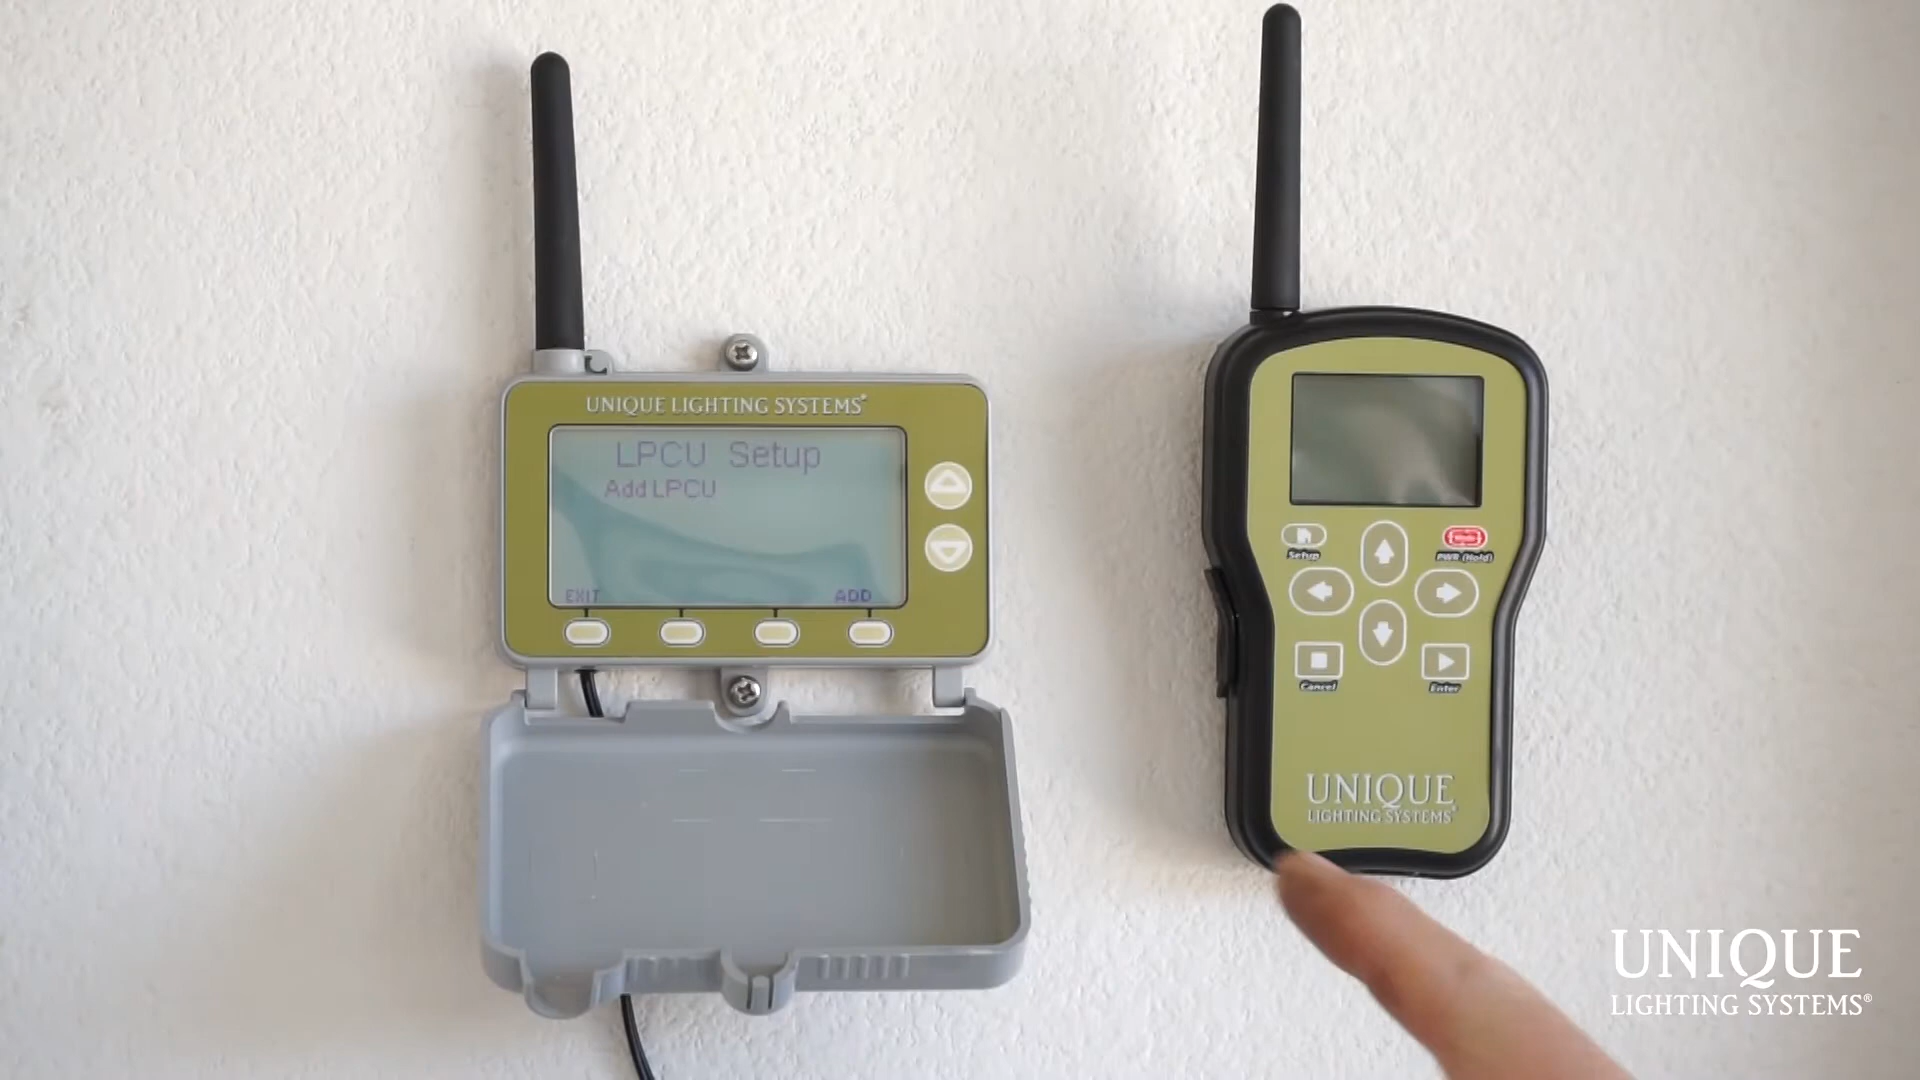 UNIQUE LIGHTING SYSTEMS®
LPCU Setup
Add LPCU
EXIT
ADD
Setup
PWR (Hold)
Cancel
Enter
UNIQUE
LIGHTING SYSTEMS®
UNIQUE
LIGHTING SYSTEMS®